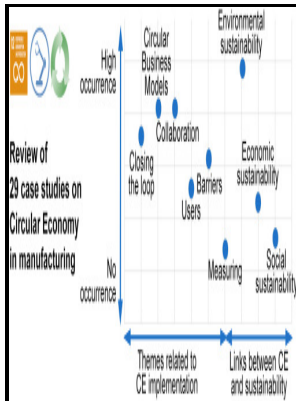 Review of
29 case studies on
Circular Economy
in manufacturing
High
occurrence
No
occurrence
Closing
the loop
Circular
Business
Models
Collaboration
Users
Barriers
Measuring
Environmental
sustainability
Economic
sustainability
Social
sustainability
Themes related to
CE implementation
Links between CE
and sustainability